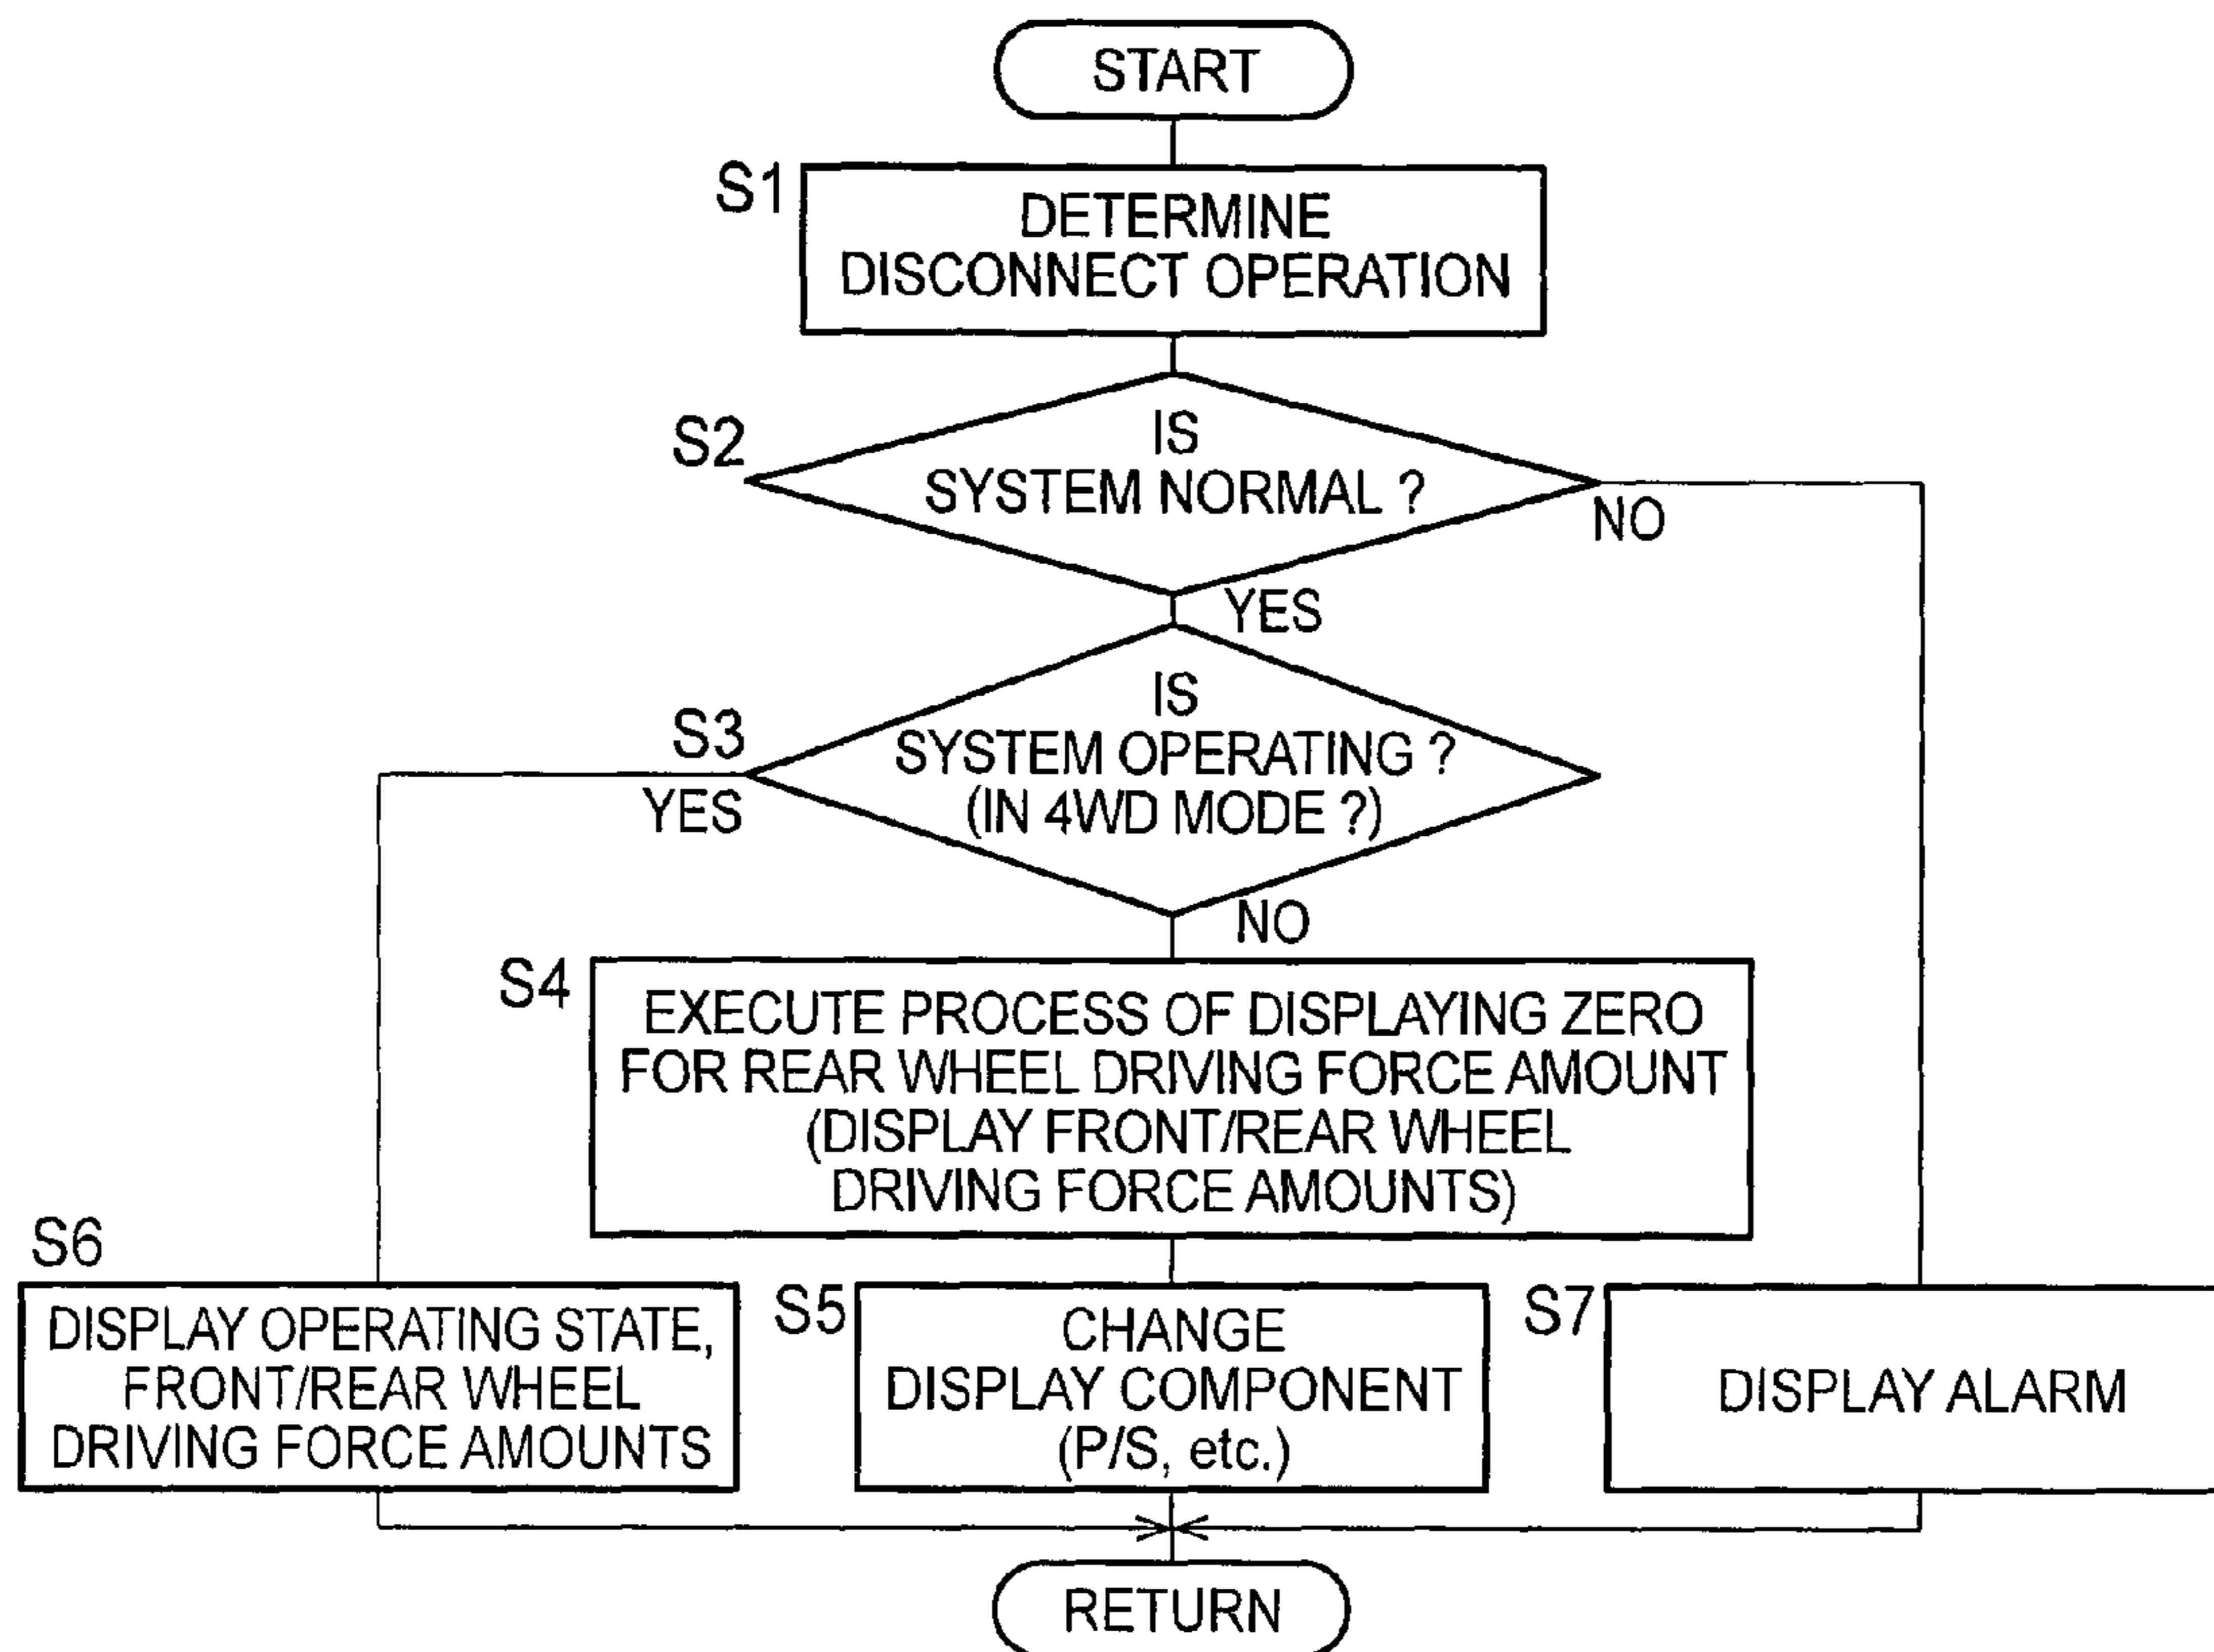 START
S1
DETERMINE
DISCONNECT OPERATION
S2
IS
SYSTEM NORMAL ?
NO
YES
S3
IS
SYSTEM OPERATING ?
(IN 4WD MODE ?)
YES
NO
S4
EXECUTE PROCESS OF DISPLAYING ZERO
FOR REAR WHEEL DRIVING FORCE AMOUNT
(DISPLAY FRONT/REAR WHEEL
DRIVING FORCE AMOUNTS)
S6
DISPLAY OPERATING STATE,
FRONT/REAR WHEEL
DRIVING FORCE AMOUNTS
S5
CHANGE
DISPLAY COMPONENT
(P/S, etc.)
S7
DISPLAY ALARM
RETURN